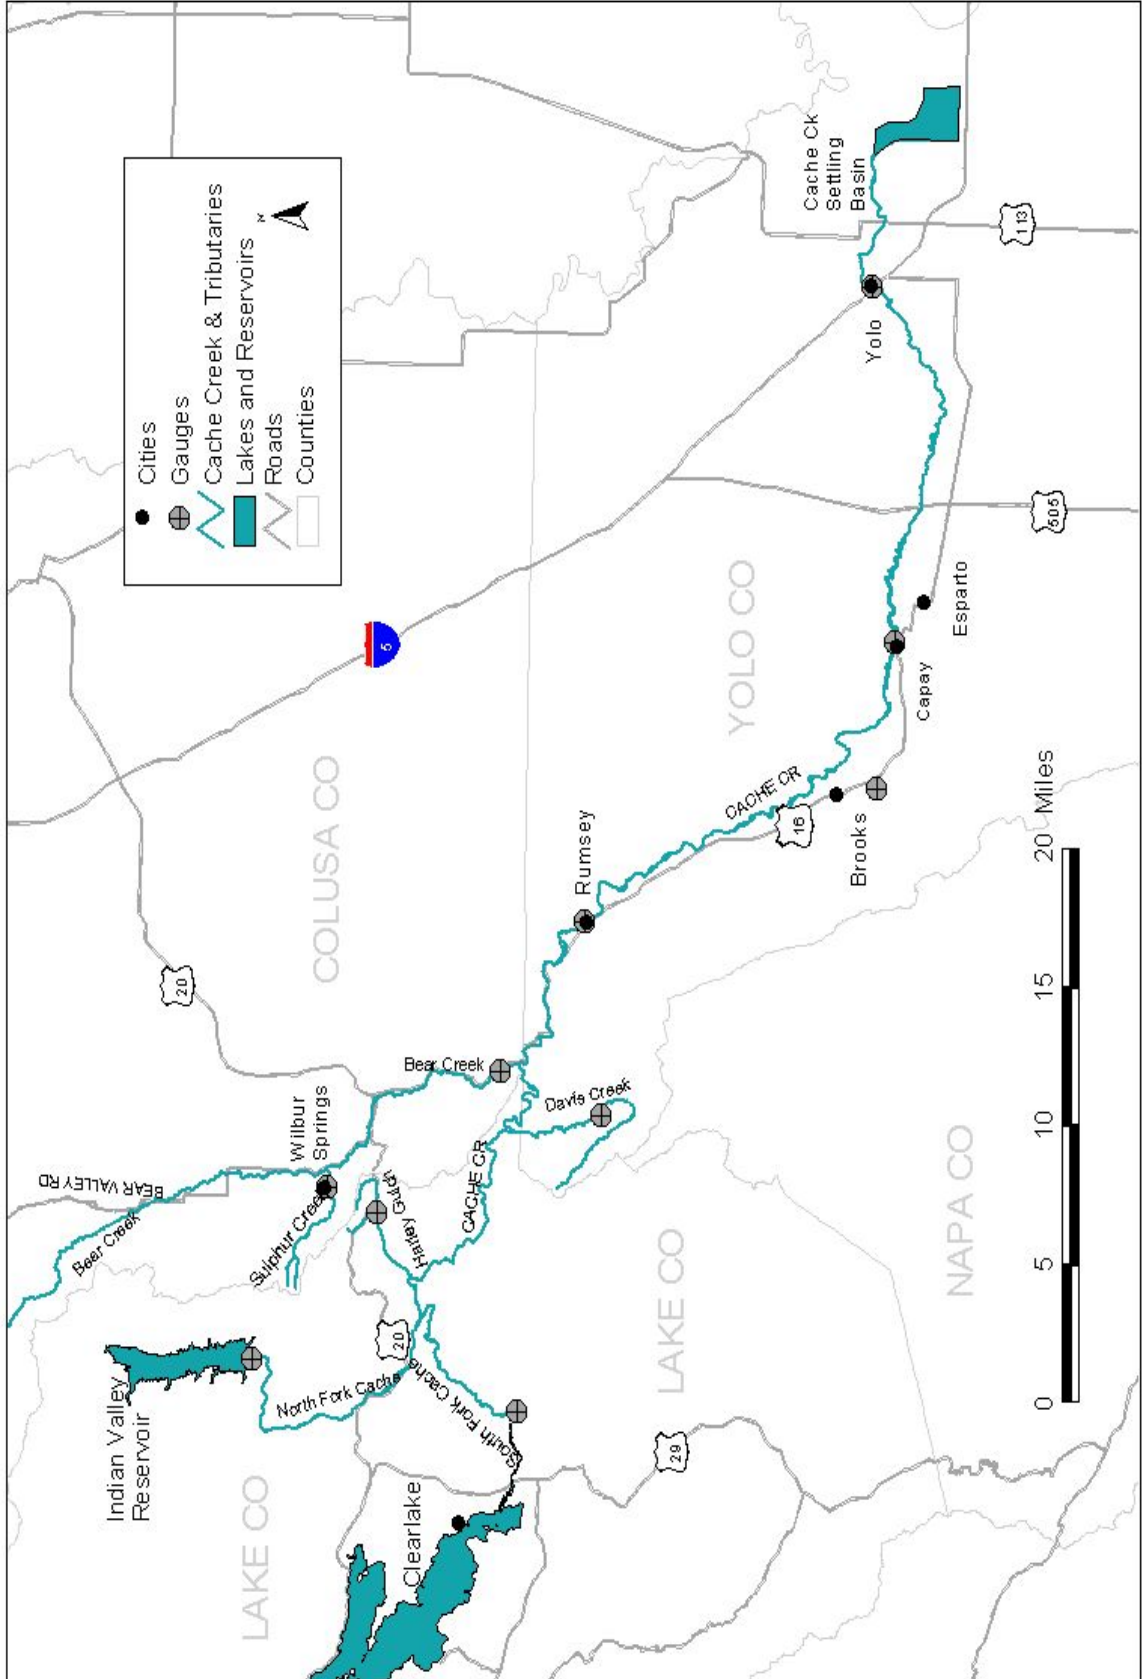 Cities
Gauges
Cache Creek & Tributaries
Lakes and Reservoirs
Roads
Counties
N
Indian Valley
Reservoir
LAKE CO
Clearlake
North Fork Cache
South Fork Cache
20
29
Bear Creek
BEAR VALLEY RD
Sulphur Creek
Wilbur
Springs
Harley Gulch
CACHE CR
Davis Creek
Bear Creek
LAKE CO
NAPA CO
20
COLUSA CO
5
Rumsey
CACHE CR
16
Brooks
YOLO CO
Capay
Esparto
505
Yolo
113
Cache Ck
Settling
Basin
0
5
10
15
20 Miles